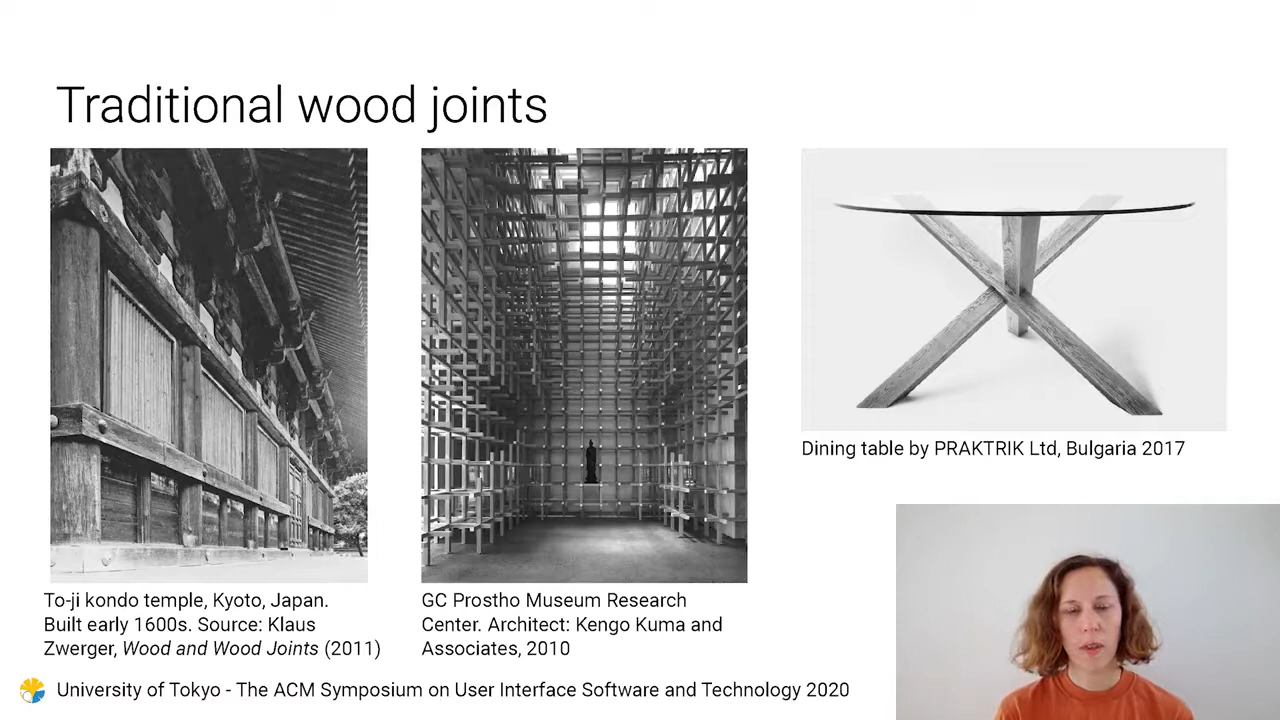 Traditional wood joints
Dining table by PRAKTRIK Ltd, Bulgaria 2017
To-ji kondo temple, Kyoto, Japan.
Built early 1600s. Source: Klaus
Zwerger, Wood and Wood Joints (2011)
GC Prostho Museum Research
Center. Architect: Kengo Kuma and
Associates, 2010
University of Tokyo - The ACM Symposium on User Interface Software and Technology 2020